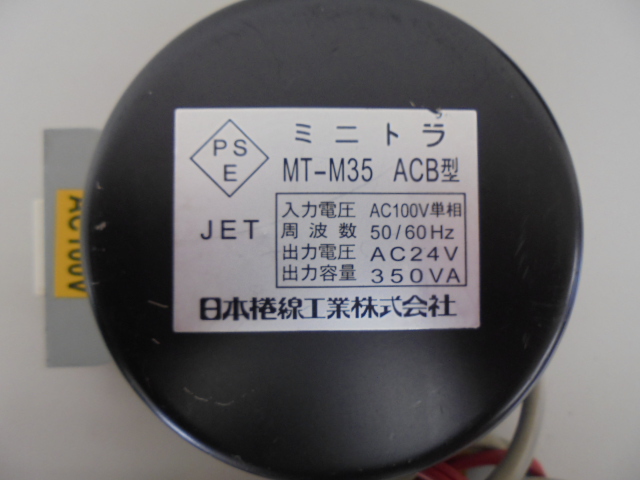 PS
E
ミニトラ
MT-M35 ACB型
JET
入力電圧 AC100V単相
周波数 50/60Hz
出力電圧 AC24V
出力容量 350VA
日本捲線工業株式会社
AC100V